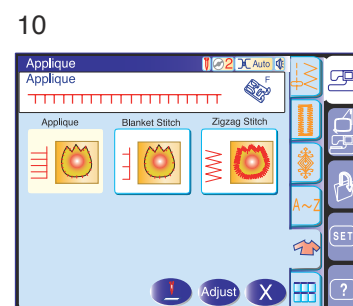 10
Applique
2 Auto
Applique
F
Applique Blanket Stitch Zigzag Stitch
A~Z
SET
Adjust X
?